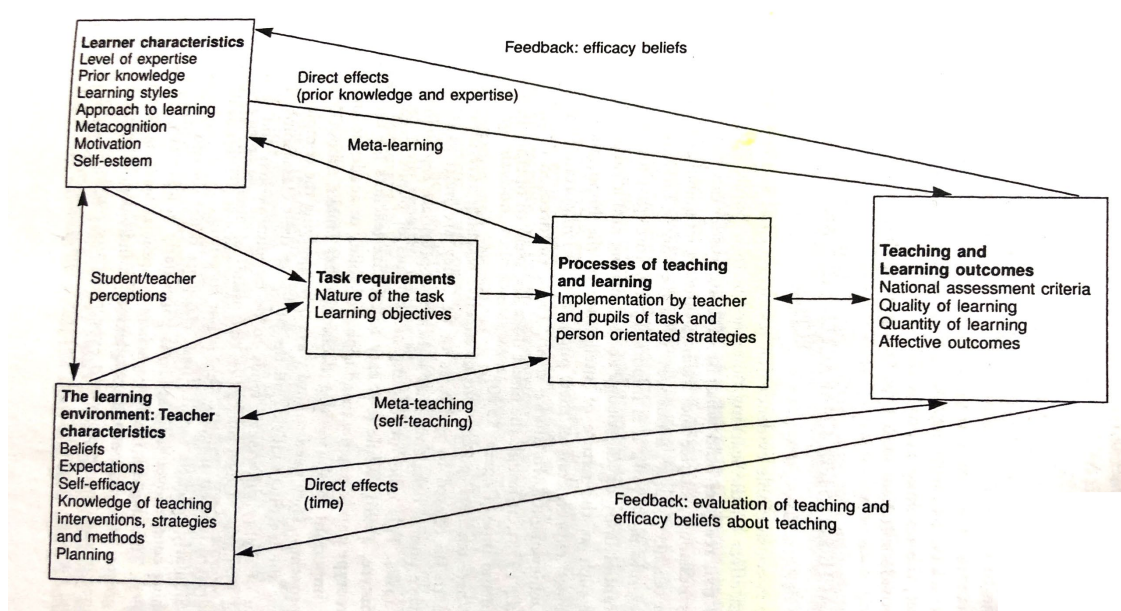 Learner characteristics
Level of expertise
Prior knowledge
Learning styles
Approach to learning
Metacognition
Motivation
Self-esteem
Feedback: efficacy beliefs
Direct effects
(prior knowledge and expertise)
Meta-learning
Student/teacher
perceptions
Task requirements
Nature of the task
Learning objectives
Processes of teaching
and learning
Implementation by teacher
and pupils of task and
person orientated strategies
Teaching and
Learning outcomes
National assessment criteria
Quality of learning
Quantity of learning
Affective outcomes
The learning
environment: Teacher
characteristics
Beliefs
Expectations
Self-efficacy
Knowledge of teaching
interventions, strategies
and methods
Planning
Meta-teaching
(self-teaching)
Direct effects
(time)
Feedback: evaluation of teaching and
efficacy beliefs about teaching